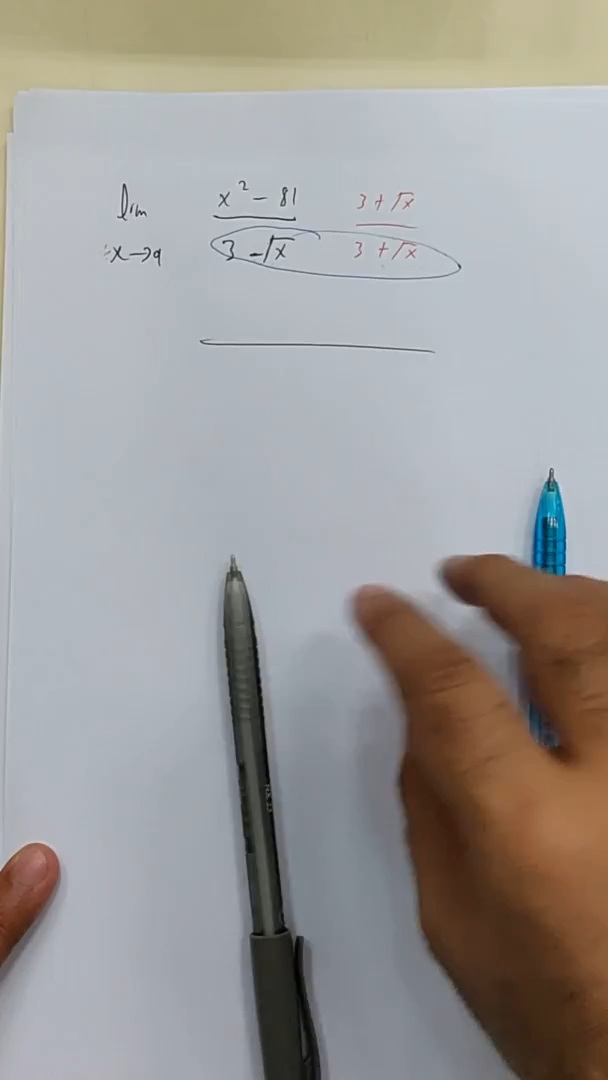 lim x² - 81 3 + √x
x → 9 3 - √x 3 + √x